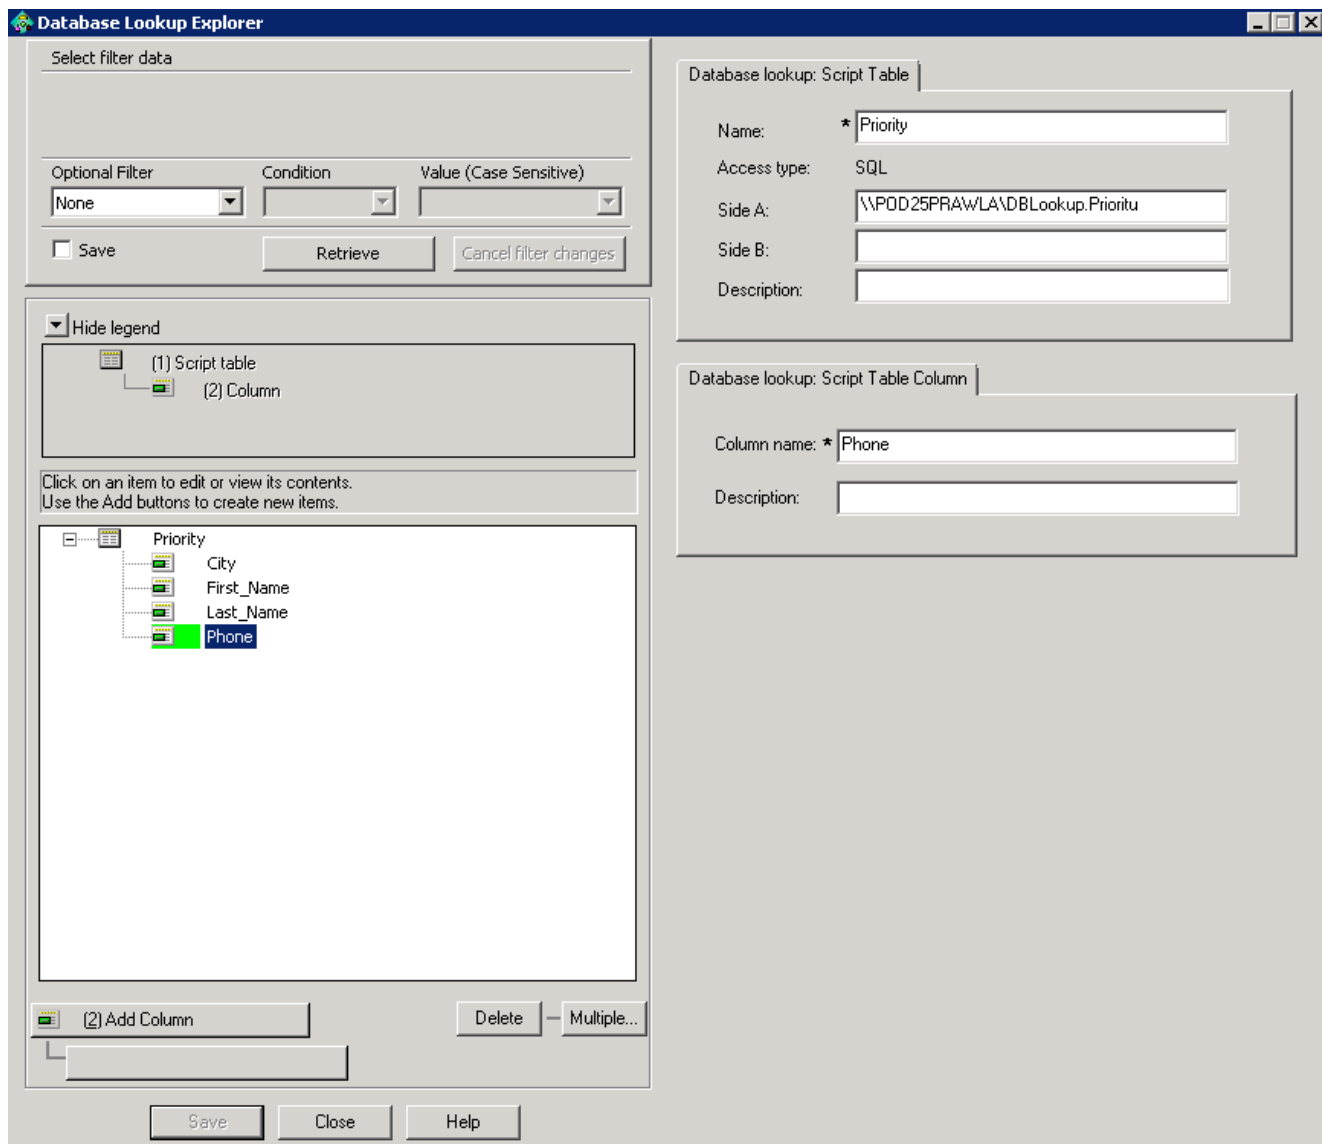 Database Lookup Explorer
Select filter data
Optional Filter
Condition
Value (Case Sensitive)
None
Save
Retrieve
Cancel filter changes
Hide legend
(1) Script table
(2) Column
Click on an item to edit or view its contents.
Use the Add buttons to create new items.
Priority
City
First_Name
Last_Name
Phone
(2) Add Column
Delete
Multiple...
Save
Close
Help
Database lookup: Script Table
Name: * Priority
Access type: SQL
Side A: \\POD25PRAWLA\DBLookup.Prioritu
Side B:
Description:
Database lookup: Script Table Column
Column name: * Phone
Description: